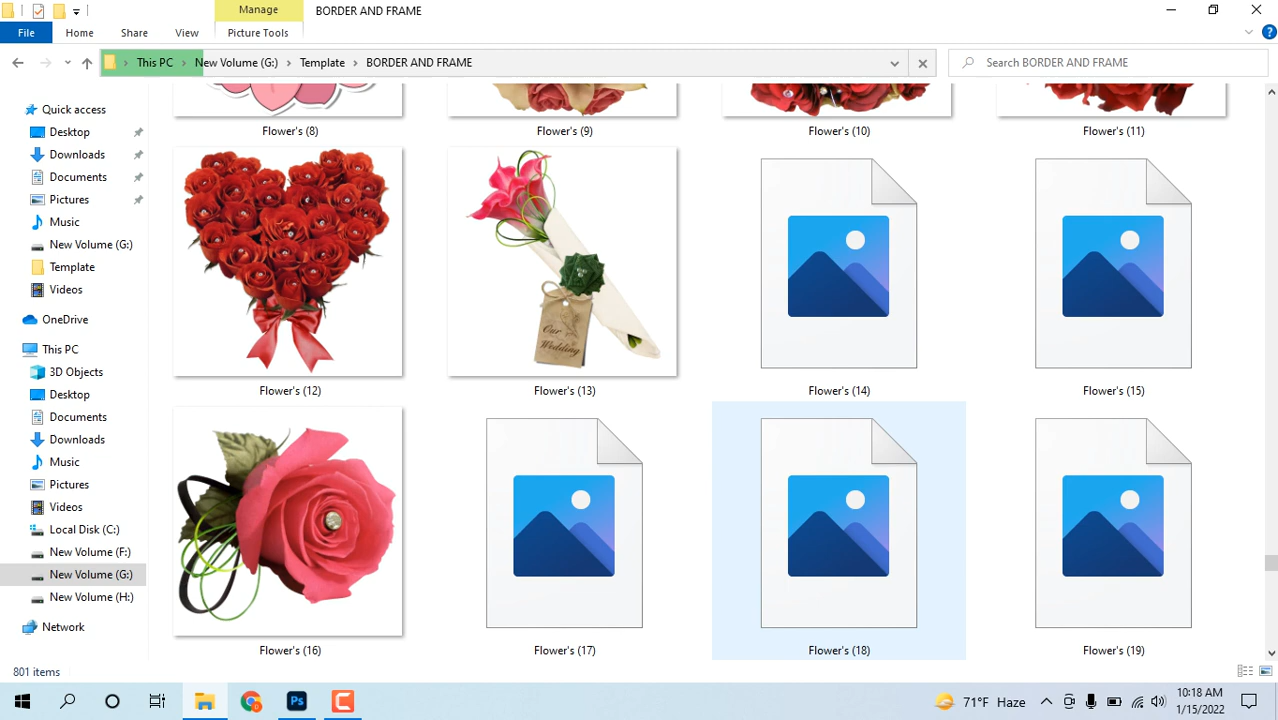 Manage
BORDER AND FRAME
File
Home
Share
View
Picture Tools
This PC
New Volume (G:)
Template
BORDER AND FRAME
Search BORDER AND FRAME
Quick access
Desktop
Downloads
Documents
Pictures
Music
New Volume (G:)
Template
Videos
OneDrive
This PC
3D Objects
Desktop
Documents
Downloads
Music
Pictures
Videos
Local Disk (C:)
New Volume (F:)
New Volume (G:)
New Volume (H:)
Network
Flower's (8)
Flower's (9)
Flower's (10)
Flower's (11)
Our
Wedding
Flower's (12)
Flower's (13)
Flower's (14)
Flower's (15)
Flower's (16)
Flower's (17)
Flower's (18)
Flower's (19)
801 items
Ps
71°F Haze
10:18 AM
1/15/2022